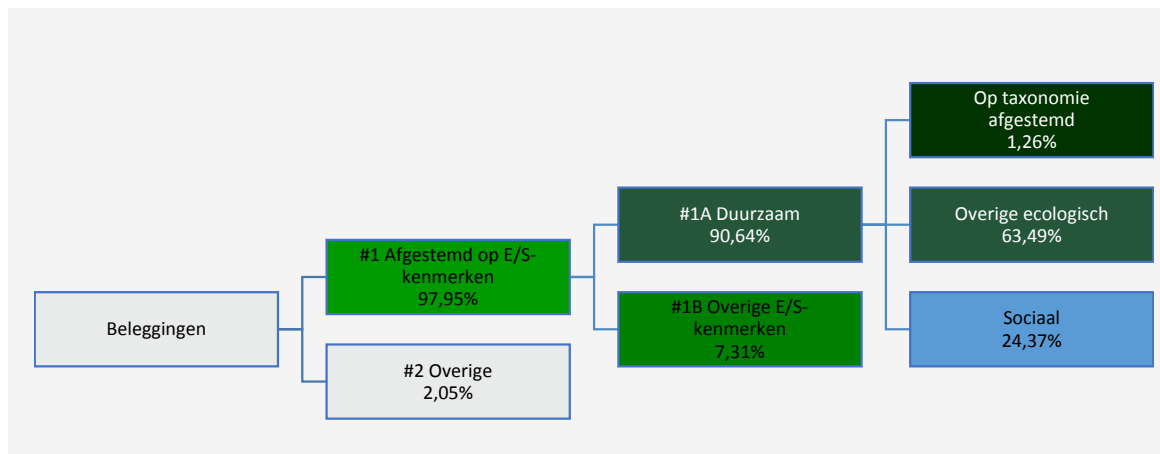 Beleggingen
#1 Afgestemd op E/S-
kenmerken
97,95%
#2 Overige
2,05%
#1A Duurzaam
90,64%
#1B Overige E/S-
kenmerken
7,31%
Op taxonomie
afgestemd
1,26%
Overige ecologisch
63,49%
Sociaal
24,37%